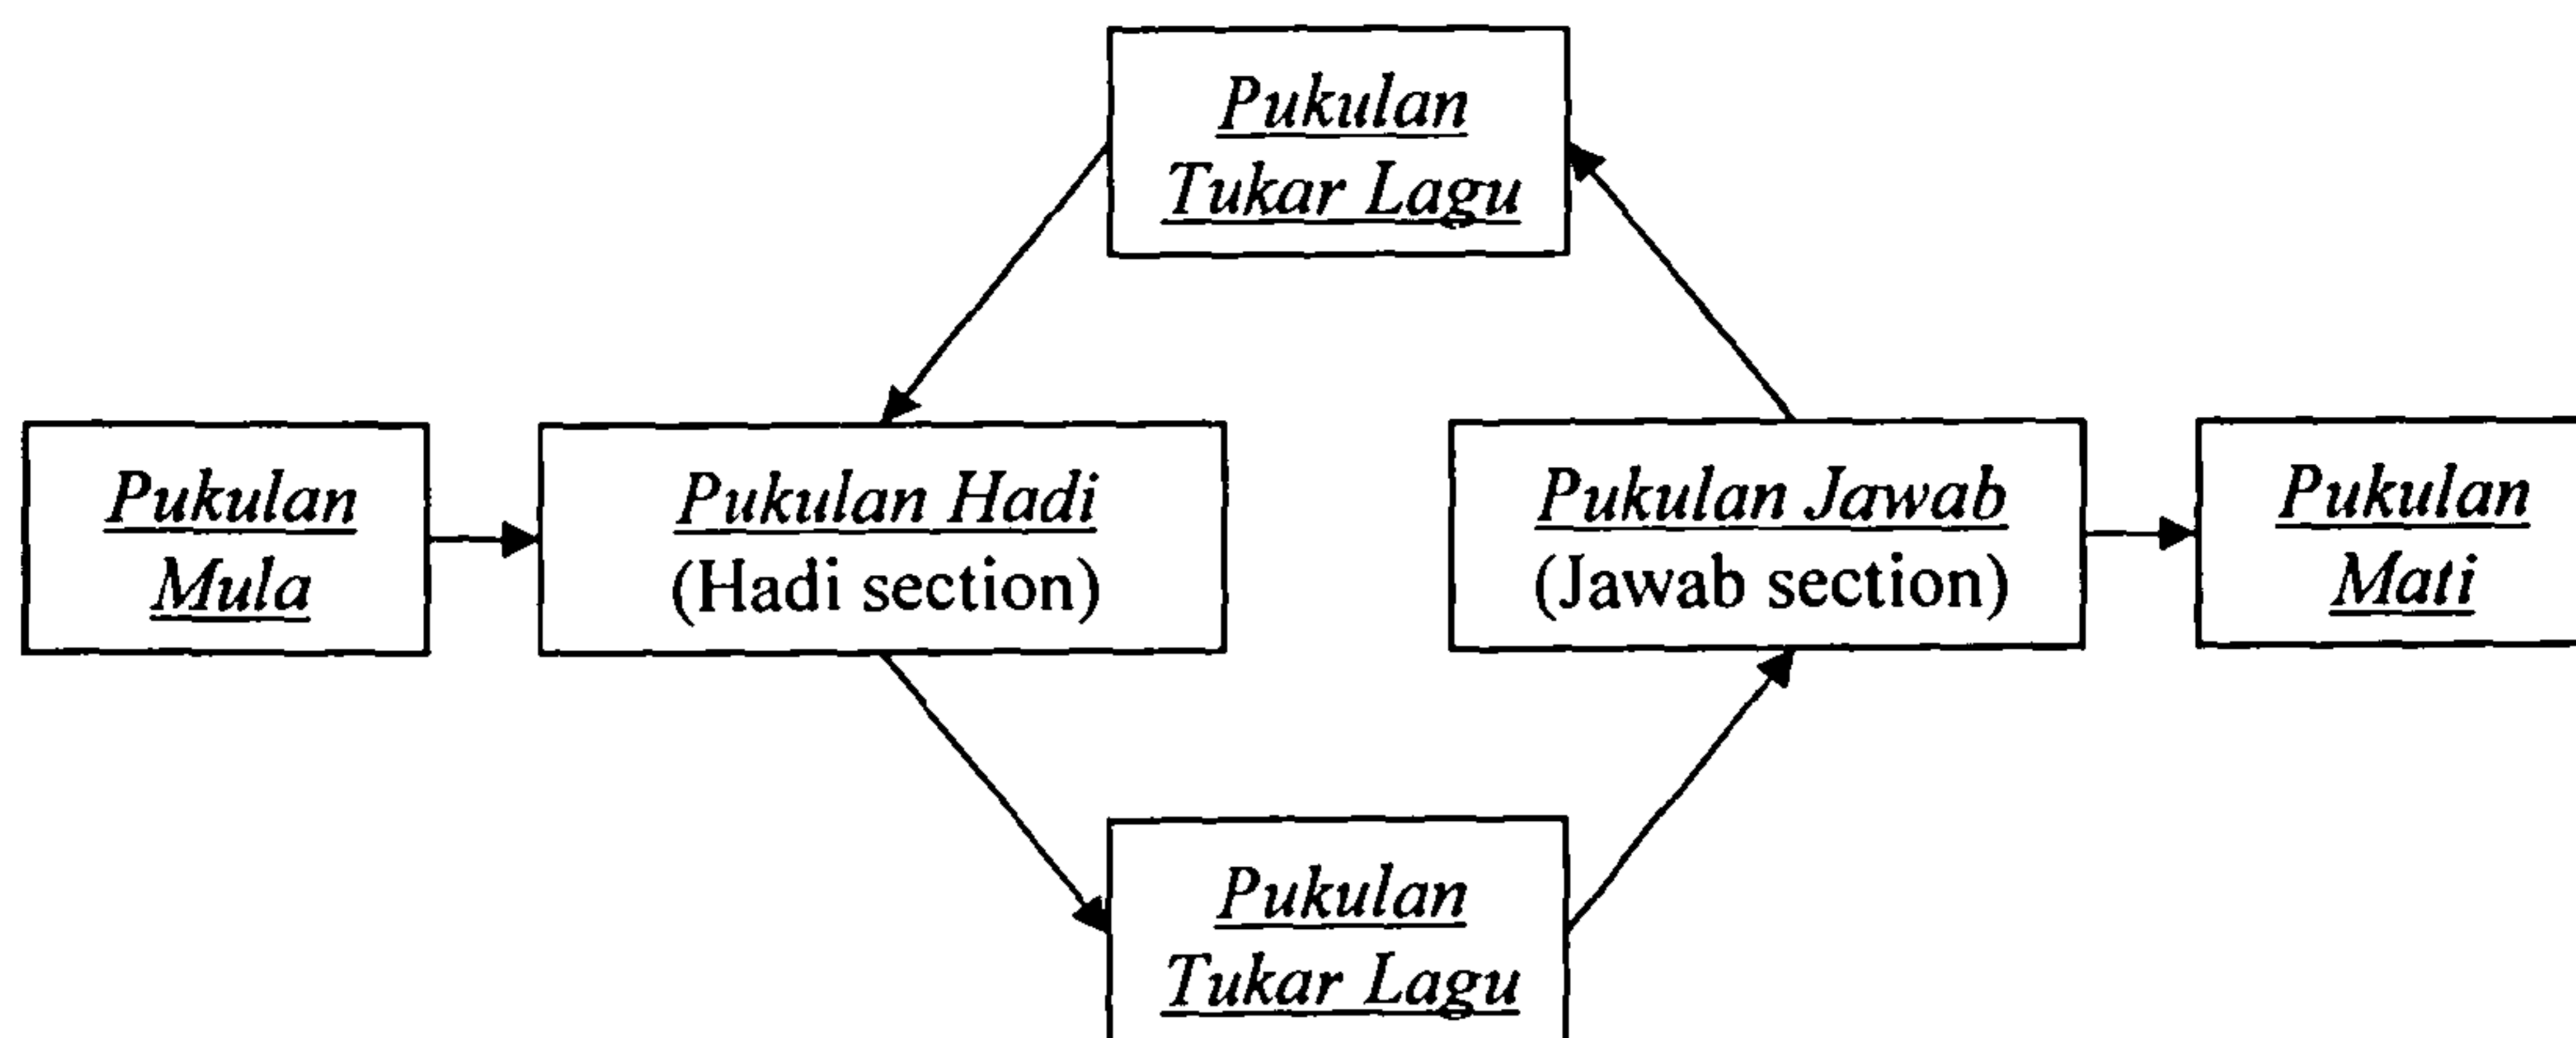 Pukulan
Tukar Lagu
Pukulan
Mula
Pukulan Hadi
(Hadi section)
Pukulan Jawab
(Jawab section)
Pukulan
Mati
Pukulan
Tukar Lagu